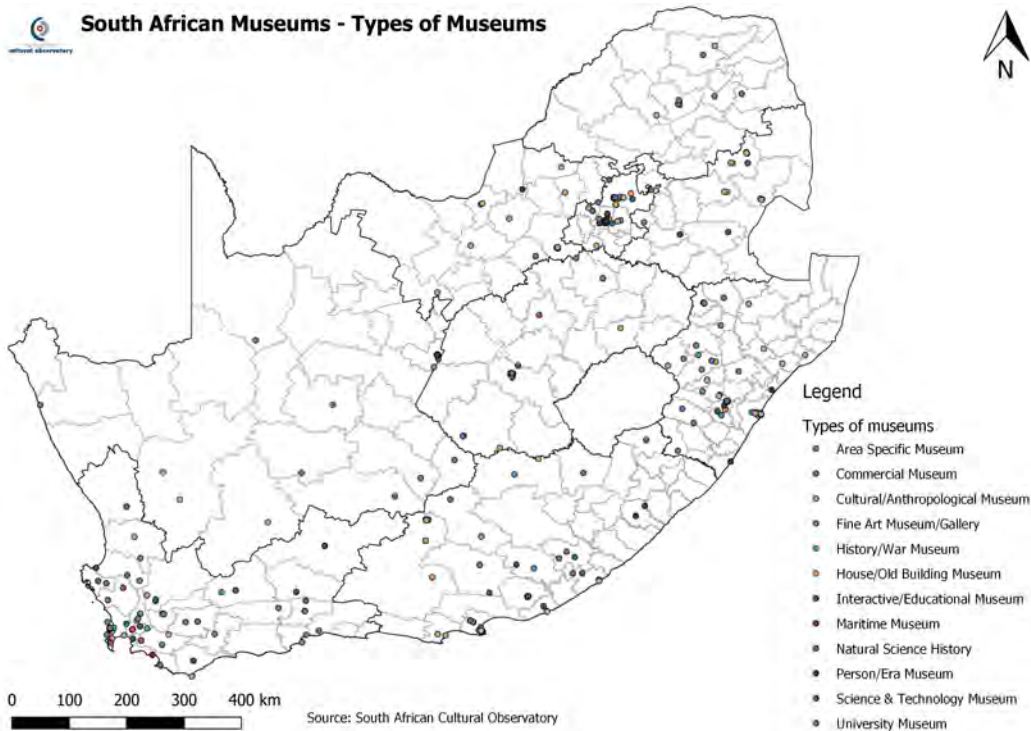 South African Museums - Types of Museums
N
Legend
Types of museums
Area Specific Museum
Commercial Museum
Cultural/Anthropological Museum
Fine Art Museum/Gallery
History/War Museum
House/Old Building Museum
Interactive/Educational Museum
Maritime Museum
Natural Science History
Person/Era Museum
Science & Technology Museum
University Museum
0 100 200 300 400 km
Source: South African Cultural Observatory